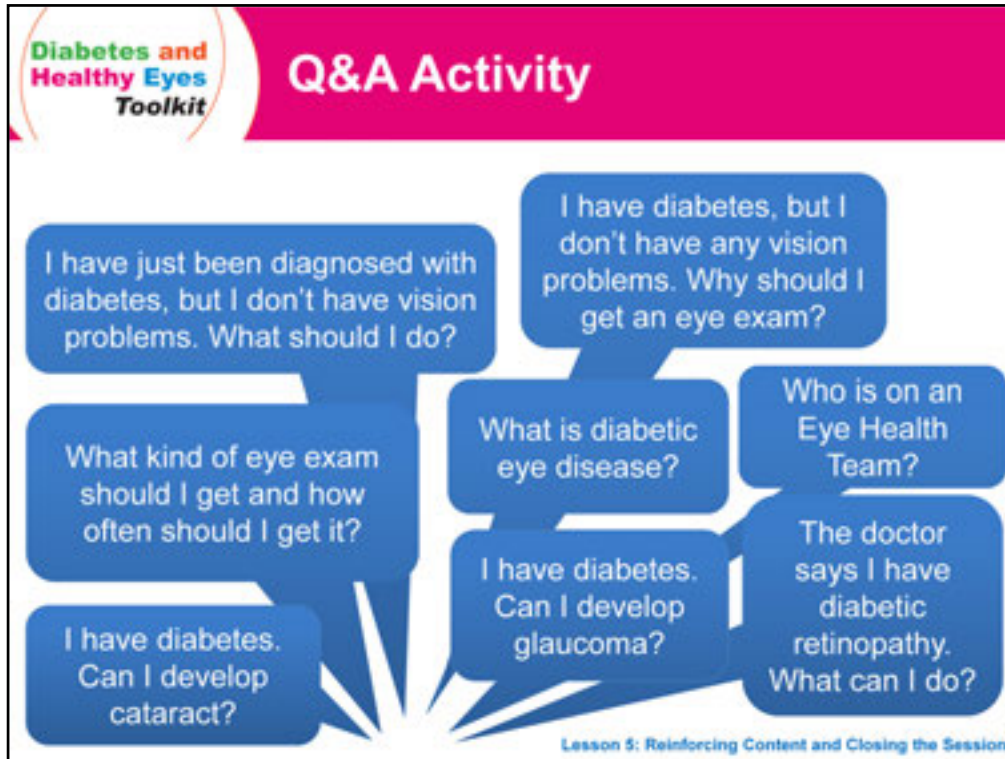 Diabetes and
Healthy Eyes
Toolkit
Q&A Activity
I have just been diagnosed with
diabetes, but I don't have vision
problems. What should I do?
I have diabetes, but I
don't have any vision
problems. Why should I
get an eye exam?
What kind of eye exam
should I get and how
often should I get it?
What is diabetic
eye disease?
Who is on an
Eye Health
Team?
I have diabetes.
Can I develop
cataract?
I have diabetes.
Can I develop
glaucoma?
The doctor
says I have
diabetic
retinopathy.
What can I do?
Lesson 5: Reinforcing Content and Closing the Session